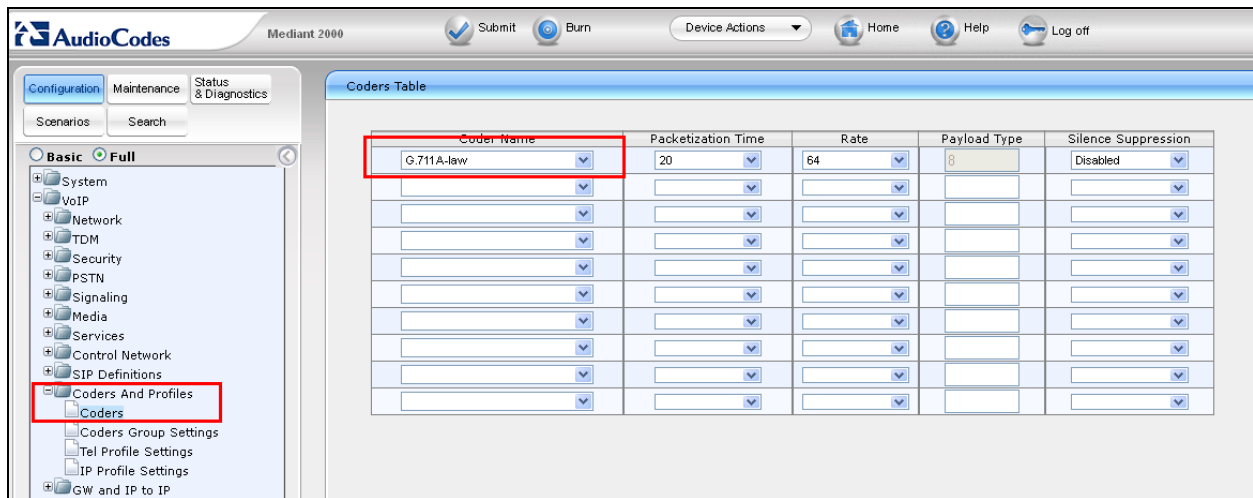 AudioCodes Mediant 2000 Submit Burn Device Actions Home Help Log off
Configuration Maintenance Status & Diagnostics
Scenarios Search
Basic Full
System
VoIP
Network
TDM
Security
PSTN
Signaling
Media
Services
Control Network
SIP Definitions
Coders And Profiles
Coders
Coders Group Settings
Tel Profile Settings
IP Profile Settings
GW and IP to IP
Coders Table
Coder Name Packetization Time Rate Payload Type Silence Suppression
G.711A-law 20 64 8 Disabled